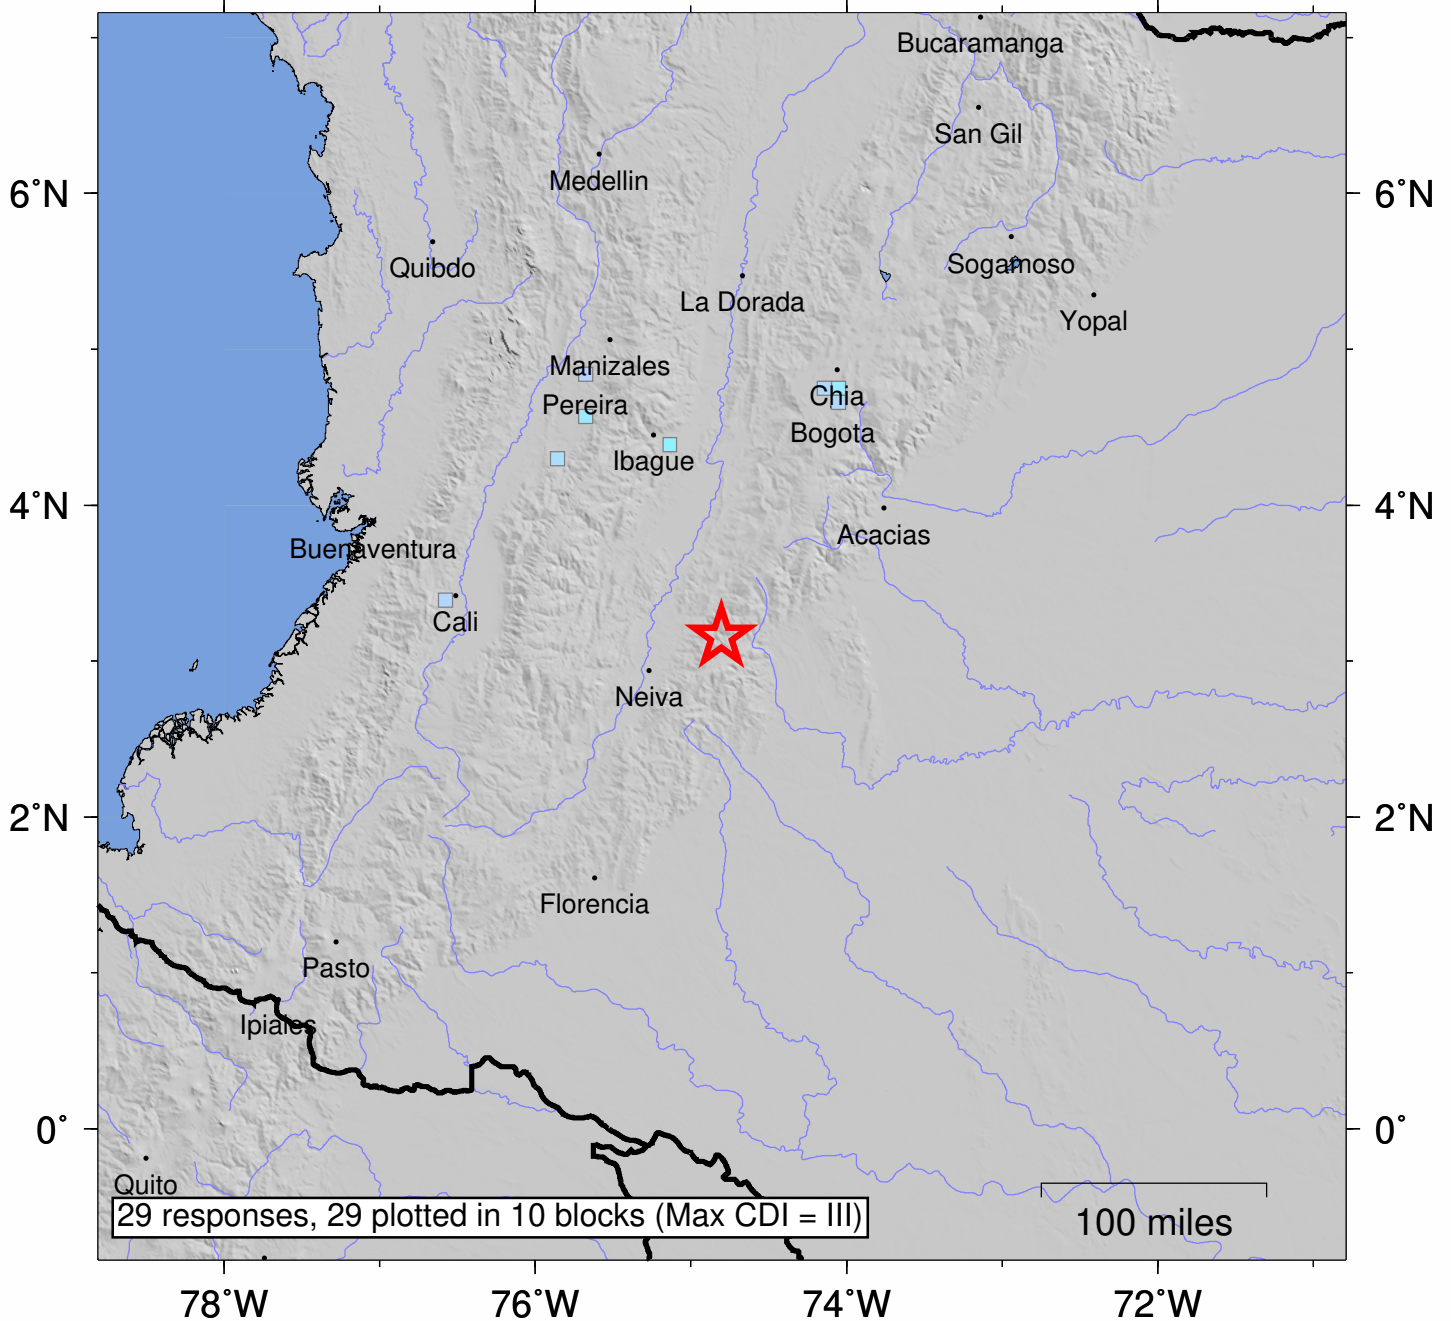 Bucaramanga
San Gil
Medellin
6°N
6°N
Quibdo
Sogamoso
La Dorada
Yopal
Manizales
Chia
Pereira
Bogota
Ibague
4°N
4°N
Acacias
Buenaventura
Cali
Neiva
2°N
2°N
Florencia
Pasto
Ipiales
0°
0°
Quito
29 responses, 29 plotted in 10 blocks (Max CDI = III)
100 miles
78°W
76°W
74°W
72°W